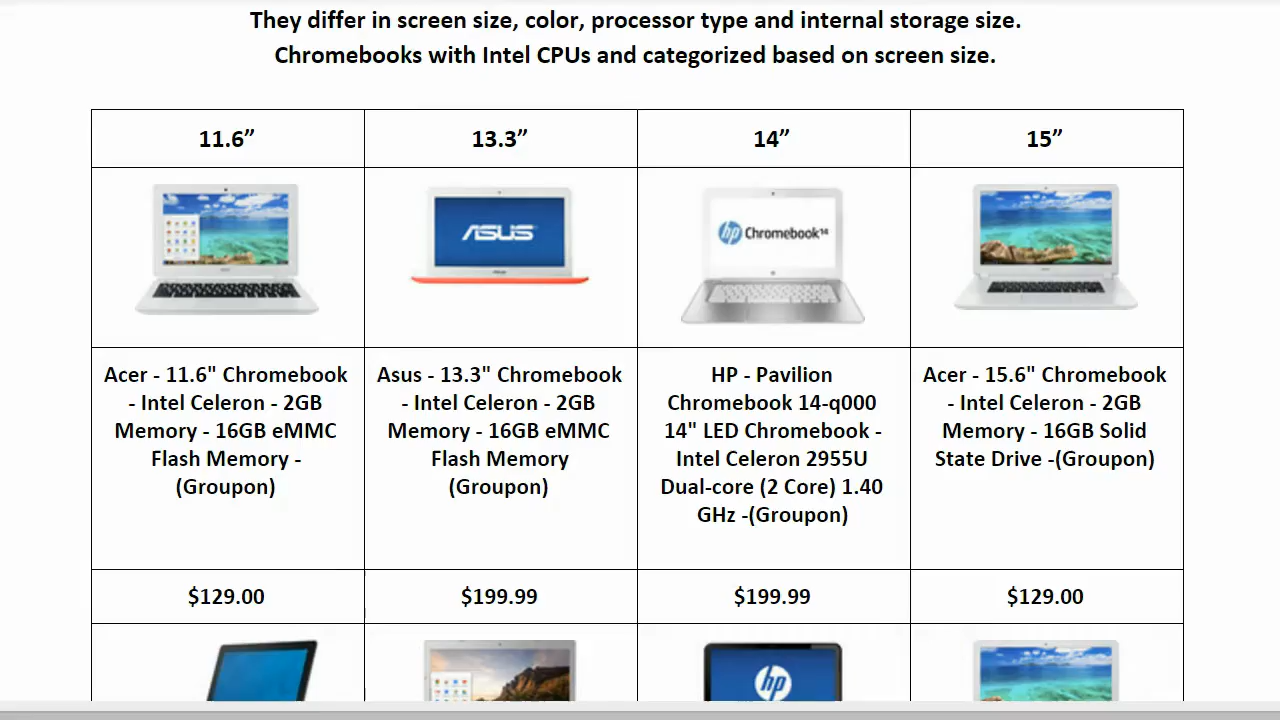 They differ in screen size, color, processor type and internal storage size.
Chromebooks with Intel CPUs and categorized based on screen size.
11.6”
13.3”
14”
15”
ASUS
hp Chromebook14
Acer - 11.6" Chromebook
- Intel Celeron - 2GB
Memory - 16GB eMMC
Flash Memory -
(Groupon)
Asus - 13.3" Chromebook
- Intel Celeron - 2GB
Memory - 16GB eMMC
Flash Memory
(Groupon)
HP - Pavilion
Chromebook 14-q000
14" LED Chromebook -
Intel Celeron 2955U
Dual-core (2 Core) 1.40
GHz -(Groupon)
Acer - 15.6" Chromebook
- Intel Celeron - 2GB
Memory - 16GB Solid
State Drive -(Groupon)
$129.00
$199.99
$199.99
$129.00
hp